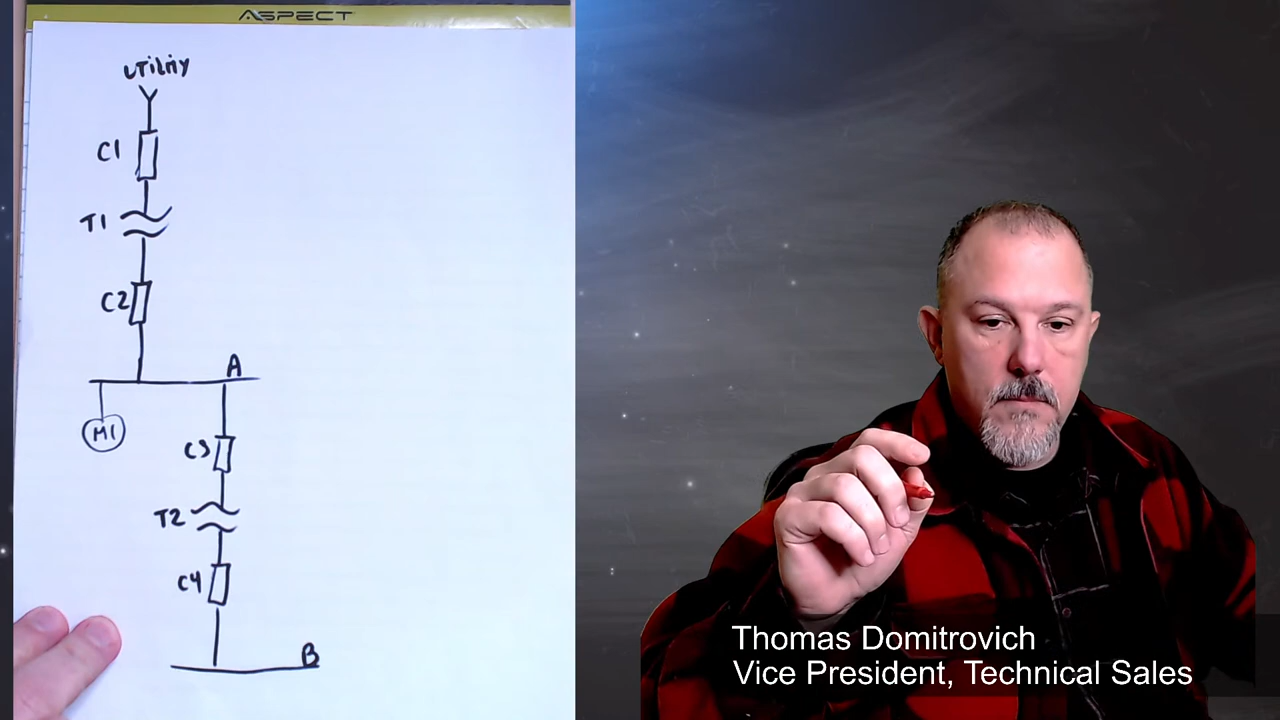 ASPECT
utility
C1
T1
C2
A
M1
C3
T2
C4
B
Thomas Domitrovich
Vice President, Technical Sales